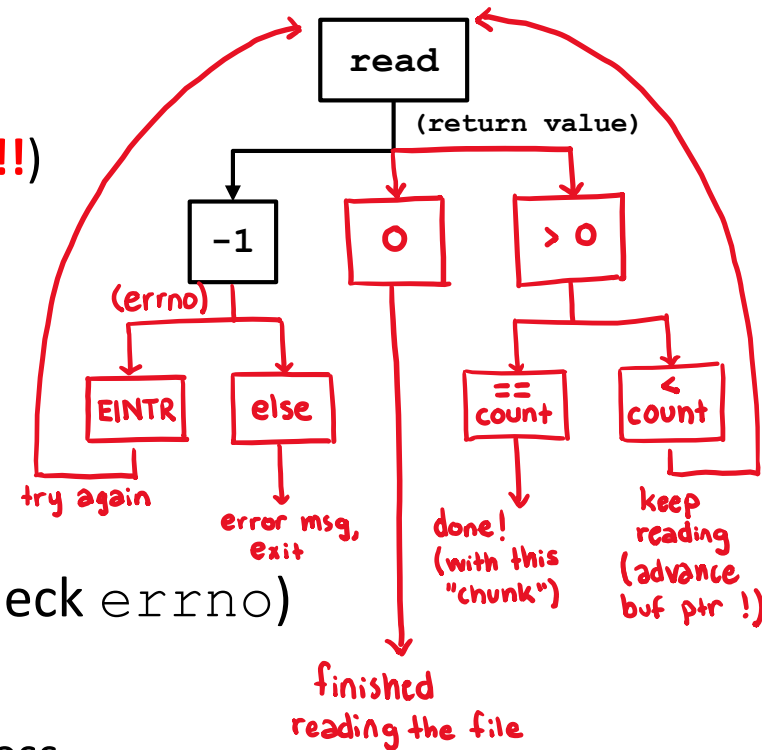 read
(return value)
!!)
-1
0
> 0
(errno)
EINTR
else
==
count
<
count
try again
error msg,
exit
done!
(with this
"chunk")
keep
reading
(advance
buf ptr !)
eck errno)
finished
reading the file